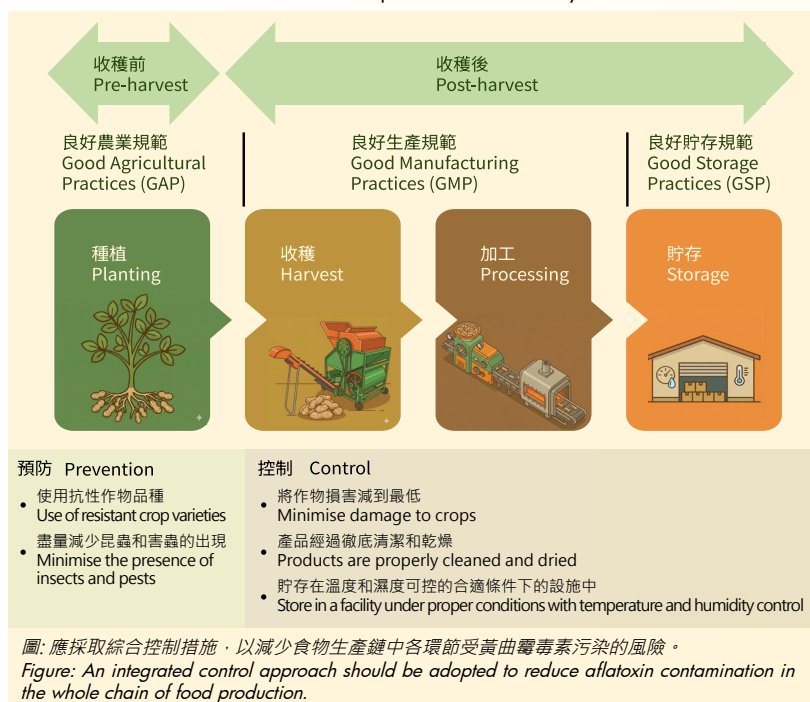 收穫前
Pre-harvest
收穫後
Post-harvest
良好農業規範
Good Agricultural
Practices (GAP)
良好生產規範
Good Manufacturing
Practices (GMP)
良好貯存規範
Good Storage
Practices (GSP)
種植
Planting
收穫
Harvest
加工
Processing
貯存
Storage
預防 Prevention
• 使用抗性作物品種
Use of resistant crop varieties
• 盡量減少昆蟲和害蟲的出現
Minimise the presence of
insects and pests
控制 Control
• 將作物損害減到最低
Minimise damage to crops
• 產品經過徹底清潔和乾燥
Products are properly cleaned and dried
• 貯存在溫度和濕度可控的合適條件下的設施中
Store in a facility under proper conditions with temperature and humidity control
圖: 應採取綜合控制措施，以減少食物生產鏈中各環節受黃曲霉毒素污染的風險。
Figure: An integrated control approach should be adopted to reduce aflatoxin contamination in
the whole chain of food production.